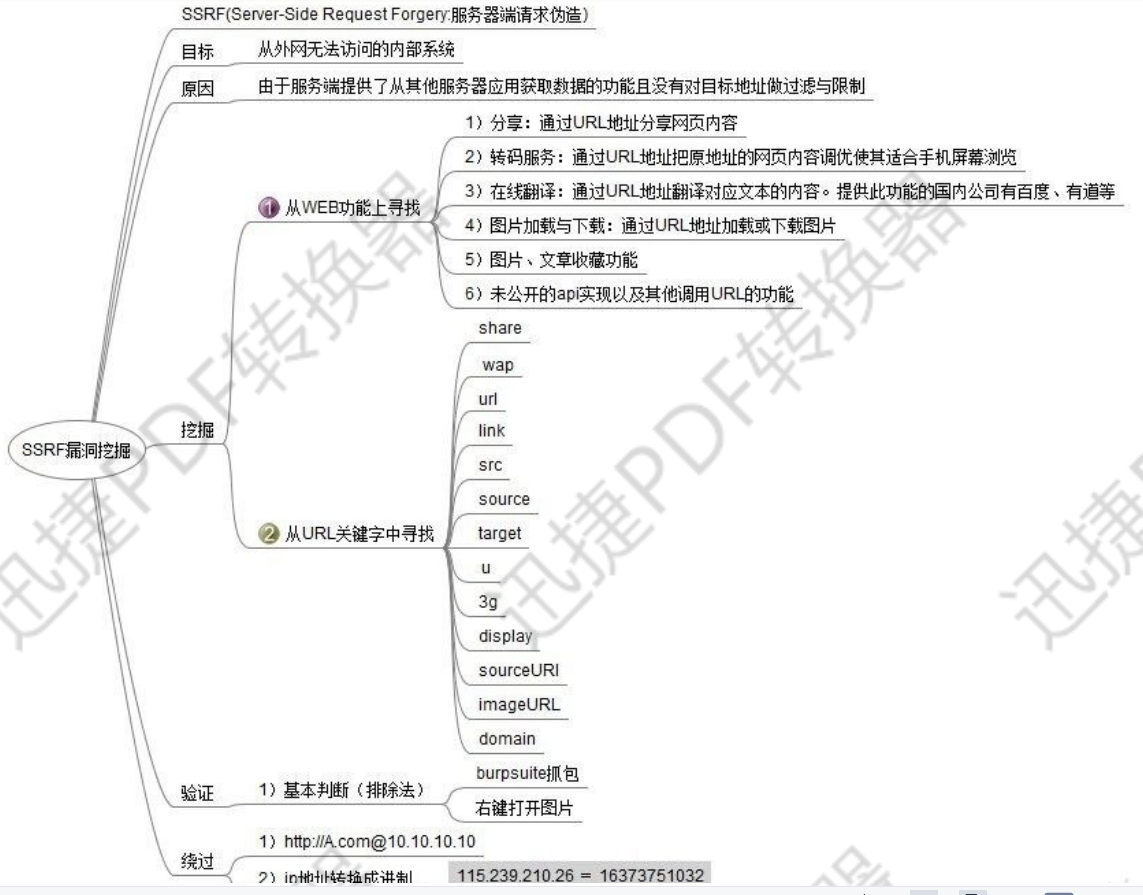 SSRF(Server-Side Request Forgery:服务器端请求伪造)
目标
从外网无法访问的内部系统
原因
由于服务端提供了从其他服务器应用获取数据的功能且没有对目标地址做过滤与限制
SSRF漏洞挖掘
挖掘
1 从WEB功能上寻找
1）分享：通过URL地址分享网页内容
2）转码服务：通过URL地址把原地址的网页内容调优使其适合手机屏幕浏览
3）在线翻译：通过URL地址翻译对应文本的内容。提供此功能的国内公司有百度、有道等
4）图片加载与下载：通过URL地址加载或下载图片
5）图片、文章收藏功能
6）未公开的api实现以及其他调用URL的功能
2 从URL关键字中寻找
share
wap
url
link
src
source
target
u
3g
display
sourceURl
imageURL
domain
验证
1）基本判断（排除法）
burpsuite抓包
右键打开图片
绕过
1）http://A.com@10.10.10.10
2）ip地址转换成进制
115.239.210.26 = 16373751032
迅捷PDF转换器
迅捷PDF转换器
迅捷